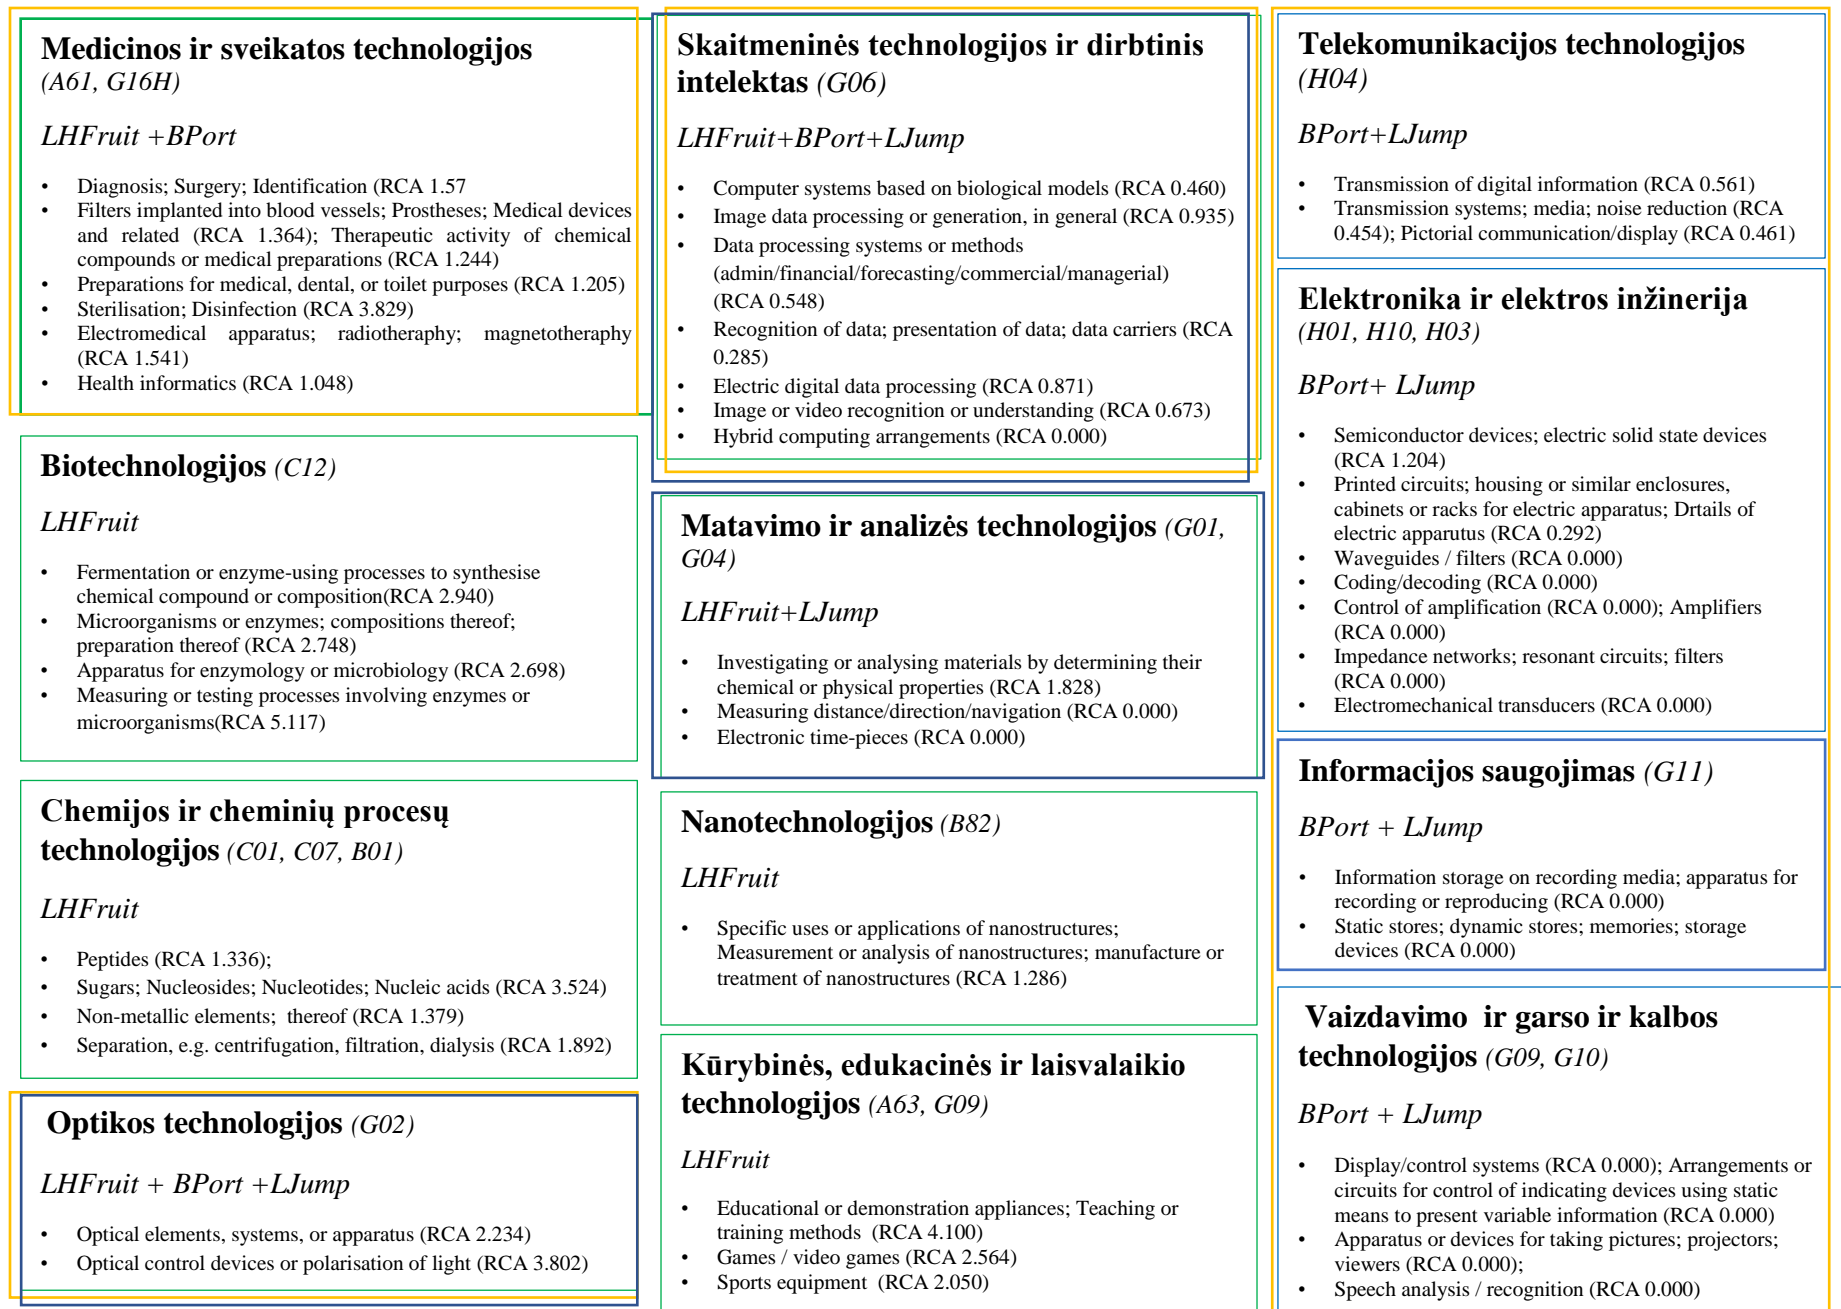 Medicinos ir sveikatos technologijos
(A61, G16H)
LHFruit +BPort
• Diagnosis; Surgery; Identification (RCA 1.57
• Filters implanted into blood vessels; Prostheses; Medical devices
and related (RCA 1.364); Therapeutic activity of chemical
compounds or medical preparations (RCA 1.244)
• Preparations for medical, dental, or toilet purposes (RCA 1.205)
• Sterilisation; Disinfection (RCA 3.829)
• Electromedical apparatus; radiotheraphy; magnetotheraphy
(RCA 1.541)
• Health informatics (RCA 1.048)
Biotechnologijos (C12)
LHFruit
• Fermentation or enzyme-using processes to synthesise
chemical compound or composition(RCA 2.940)
• Microorganisms or enzymes; compositions thereof;
preparation thereof (RCA 2.748)
• Apparatus for enzymology or microbiology (RCA 2.698)
• Measuring or testing processes involving enzymes or
microorganisms(RCA 5.117)
Chemijos ir cheminių procesų
technologijos (C01, C07, B01)
LHFruit
• Peptides (RCA 1.336);
• Sugars; Nucleosides; Nucleotides; Nucleic acids (RCA 3.524)
• Non-metallic elements; thereof (RCA 1.379)
• Separation, e.g. centrifugation, filtration, dialysis (RCA 1.892)
Optikos technologijos (G02)
LHFruit + BPort +LJump
• Optical elements, systems, or apparatus (RCA 2.234)
• Optical control devices or polarisation of light (RCA 3.802)
Skaitmeninės technologijos ir dirbtinis
intelektas (G06)
LHFruit+BPort+LJump
• Computer systems based on biological models (RCA 0.460)
• Image data processing or generation, in general (RCA 0.935)
• Data processing systems or methods
(admin/financial/forecasting/commercial/managerial)
(RCA 0.548)
• Recognition of data; presentation of data; data carriers (RCA
0.285)
• Electric digital data processing (RCA 0.871)
• Image or video recognition or understanding (RCA 0.673)
• Hybrid computing arrangements (RCA 0.000)
Matavimo ir analizės technologijos (G01,
G04)
LHFruit+LJump
• Investigating or analysing materials by determining their
chemical or physical properties (RCA 1.828)
• Measuring distance/direction/navigation (RCA 0.000)
• Electronic time-pieces (RCA 0.000)
Nanotechnologijos (B82)
LHFruit
• Specific uses or applications of nanostructures;
Measurement or analysis of nanostructures; manufacture or
treatment of nanostructures (RCA 1.286)
Kūrybinės, edukacinės ir laisvalaikio
technologijos (A63, G09)
LHFruit
• Educational or demonstration appliances; Teaching or
training methods (RCA 4.100)
• Games / video games (RCA 2.564)
• Sports equipment (RCA 2.050)
Telekomunikacijos technologijos
(H04)
BPort+LJump
• Transmission of digital information (RCA 0.561)
• Transmission systems; media; noise reduction (RCA
0.454); Pictorial communication/display (RCA 0.461)
Elektronika ir elektros inžinerija
(H01, H10, H03)
BPort+ LJump
• Semiconductor devices; electric solid state devices
(RCA 1.204)
• Printed circuits; housing or similar enclosures,
cabinets or racks for electric apparatus; Drtails of
electric apparutus (RCA 0.292)
• Waveguides / filters (RCA 0.000)
• Coding/decoding (RCA 0.000)
• Control of amplification (RCA 0.000); Amplifiers
(RCA 0.000)
• Impedance networks; resonant circuits; filters
(RCA 0.000)
• Electromechanical transducers (RCA 0.000)
Informacijos saugojimas (G11)
BPort + LJump
• Information storage on recording media; apparatus for
recording or reproducing (RCA 0.000)
• Static stores; dynamic stores; memories; storage
devices (RCA 0.000)
Vaizdavimo ir garso ir kalbos
technologijos (G09, G10)
BPort + LJump
• Display/control systems (RCA 0.000); Arrangements or
circuits for control of indicating devices using static
means to present variable information (RCA 0.000)
• Apparatus or devices for taking pictures; projectors;
viewers (RCA 0.000);
• Speech analysis / recognition (RCA 0.000)